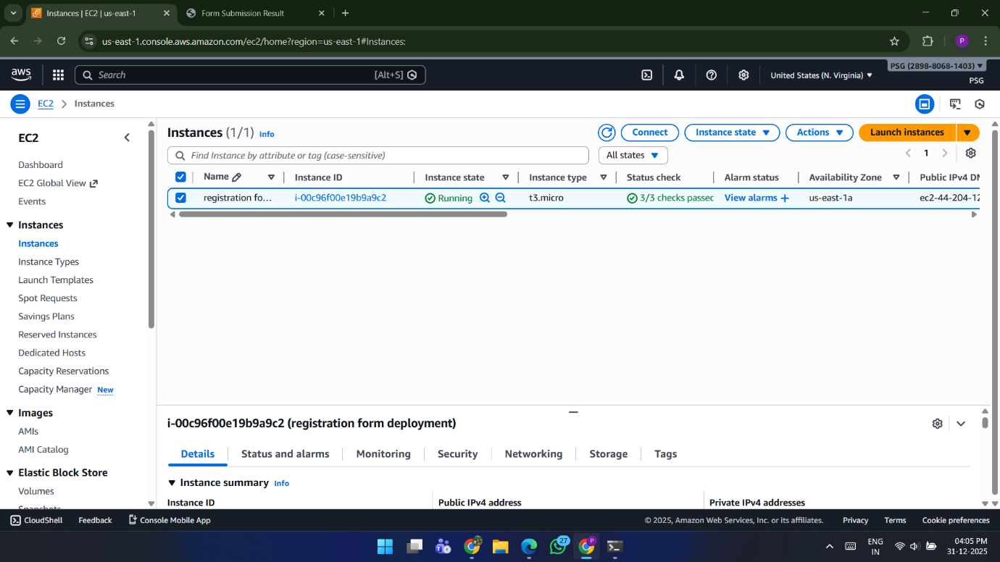 Instances | EC2 | us-east-1
Form Submission Result
us-east-1.console.aws.amazon.com/ec2/home?region=us-east-1#Instances:
P
aws
Search
[Alt+S]
United States (N. Virginia)
PSG (2898-8068-1403)
PSG
EC2
Instances
EC2
Dashboard
EC2 Global View
Events
Instances
Instances
Instance Types
Launch Templates
Spot Requests
Savings Plans
Reserved Instances
Dedicated Hosts
Capacity Reservations
Capacity Manager New
Images
AMIs
AMI Catalog
Elastic Block Store
Volumes
Snapshots
Instances (1/1) Info
Connect
Instance state
Actions
Launch instances
Find Instance by attribute or tag (case-sensitive)
All states
1
Name Instance ID Instance state Instance type Status check Alarm status Availability Zone Public IPv4 DN
registration fo... i-00c96f00e19b9a9c2 Running t3.micro 3/3 checks passec View alarms + us-east-1a ec2-44-204-12
i-00c96f00e19b9a9c2 (registration form deployment)
Details Status and alarms Monitoring Security Networking Storage Tags
Instance summary Info
Instance ID Public IPv4 address Private IPv4 addresses
CloudShell Feedback Console Mobile App © 2025, Amazon Web Services, Inc. or its affiliates. Privacy Terms Cookie preferences
27
P
ENG
IN
04:05 PM
31-12-2025